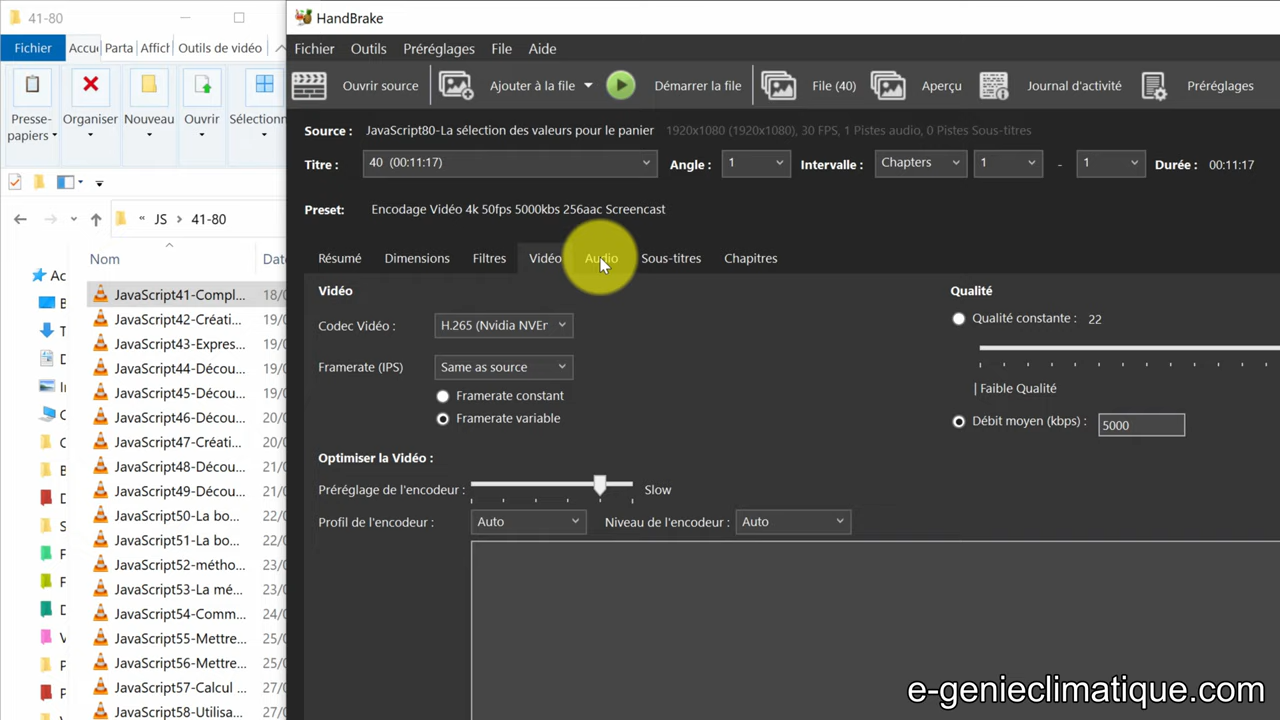 41-80
Fichier Accu Parta Affich Outils de vidéo
Presse-papiers
Organiser
Nouveau
Ouvrir
Sélectionn
« JS > 41-80
Nom
Date
Ac
JavaScript41-Compl... 18/0
JavaScript42-Créati... 19/0
JavaScript43-Expres... 19/0
JavaScript44-Décou... 19/0
JavaScript45-Décou... 19/0
JavaScript46-Décou... 20/0
JavaScript47-Créati... 20/0
JavaScript48-Décou... 21/0
JavaScript49-Décou... 21/0
JavaScript50-La bo... 22/0
JavaScript51-La bo... 22/0
JavaScript52-métho... 23/0
JavaScript53-La mé... 23/0
JavaScript54-Comm... 23/0
JavaScript55-Mettre... 25/0
JavaScript56-Mettre... 25/0
JavaScript57-Calcul ... 27/0
JavaScript58-Utilisa... 27/0
HandBrake
Fichier Outils Préréglages File Aide
Ouvrir source Ajouter à la file Démarrer la file File (40) Aperçu Journal d'activité Préréglages
Source : JavaScript80-La sélection des valeurs pour le panier 1920x1080 (1920x1080), 30 FPS, 1 Pistes audio, 0 Pistes Sous-titres
Titre : 40 (00:11:17) Angle : 1 Intervalle : Chapters 1 - 1 Durée : 00:11:17
Preset: Encodage Vidéo 4k 50fps 5000kbs 256aac Screencast
Résumé Dimensions Filtres Vidéo Audio Sous-titres Chapitres
Vidéo
Qualité
Codec Vidéo : H.265 (Nvidia NVEr
Qualité constante : 22
Framerate (IPS) Same as source
| Faible Qualité
Framerate constant
Framerate variable
Débit moyen (kbps) : 5000
Optimiser la Vidéo :
Préréglage de l'encodeur : Slow
Profil de l'encodeur : Auto Niveau de l'encodeur : Auto
e-genieclimatique.com